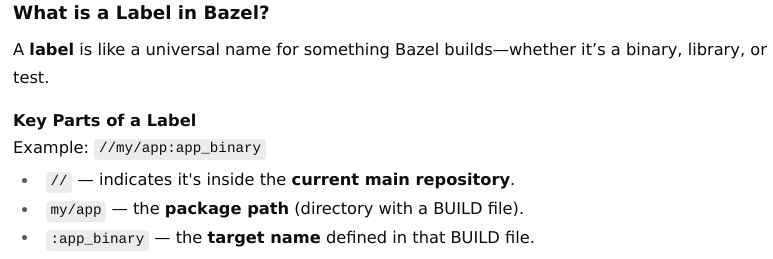 What is a Label in Bazel?
A label is like a universal name for something Bazel builds—whether it’s a binary, library, or
test.
Key Parts of a Label
Example: //my/app:app_binary
• // — indicates it's inside the current main repository.
• my/app — the package path (directory with a BUILD file).
• :app_binary — the target name defined in that BUILD file.